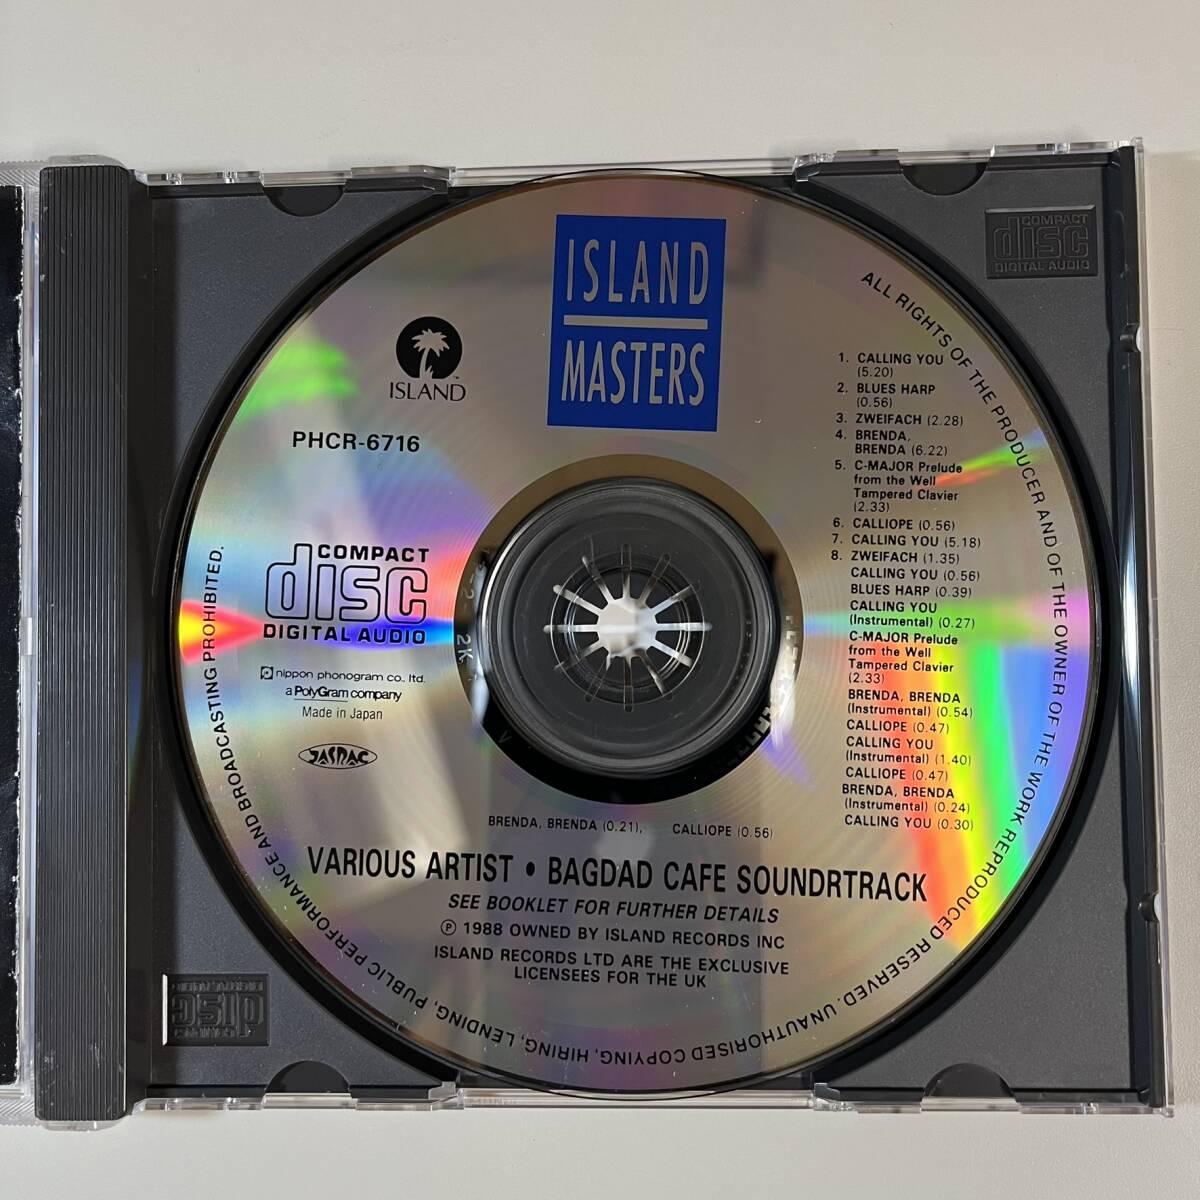 ISLAND
MASTERS
ISLAND
PHCR-6716
COMPACT
disc
DIGITAL AUDIO
nippon phonogram co., ltd.
a PolyGram company
Made in Japan
JASRAC
1. CALLING YOU
(5.20)
2. BLUES HARP
(0.56)
3. ZWEIFACH (2.28)
4. BRENDA,
BRENDA (6.22)
5. C-MAJOR Prelude
from the Well
Tampered Clavier
(2.33)
6. CALLIOPE (0.56)
7. CALLING YOU (5.18)
8. ZWEIFACH (1.35)
CALLING YOU (0.56)
BLUES HARP (0.39)
CALLING YOU
(Instrumental) (0.27)
C-MAJOR Prelude
from the Well
Tampered Clavier
(2.33)
BRENDA, BRENDA
(Instrumental) (0.54)
CALLIOPE (0.47)
CALLING YOU
(Instrumental) (1.40)
CALLIOPE (0.47)
BRENDA, BRENDA
(Instrumental) (0.24)
CALLING YOU (0.30)
BRENDA, BRENDA (0.21), CALLIOPE (0.56)
VARIOUS ARTIST • BAGDAD CAFE SOUNDRTRACK
SEE BOOKLET FOR FURTHER DETAILS
℗ 1988 OWNED BY ISLAND RECORDS INC
ISLAND RECORDS LTD ARE THE EXCLUSIVE
LICENSEES FOR THE UK
ALL RIGHTS OF THE PRODUCER AND OF THE OWNER OF THE WORK REPRODUCED RESERVED. UNAUTHORISED COPYING, HIRING, LENDING, PUBLIC PERFORMANCE AND BROADCASTING PROHIBITED.
COMPACT
disc
DIGITAL AUDIO
COMPACT
disc
DIGITAL AUDIO